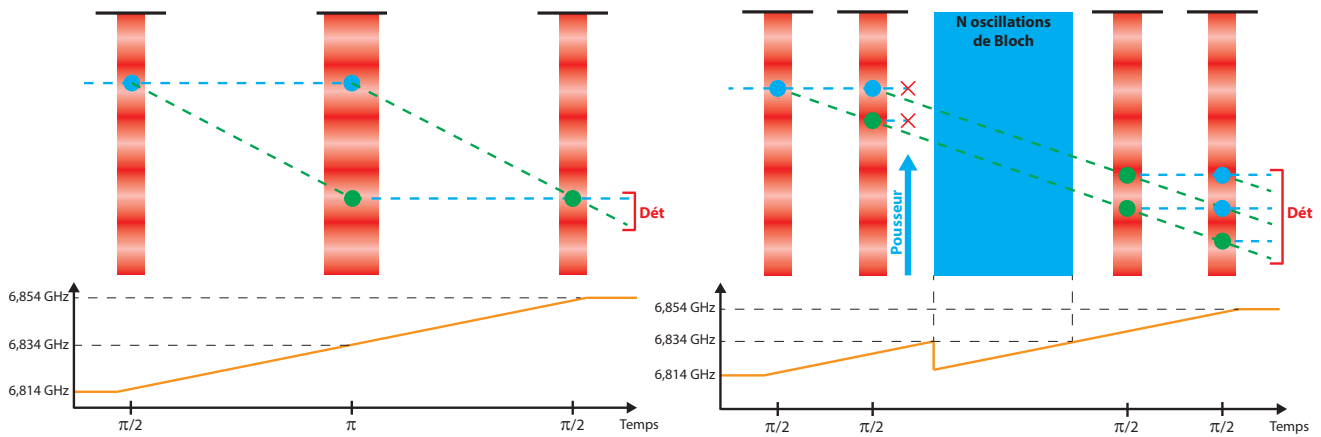 Dét
6,854 GHz
6,834 GHz
6,814 GHz
π/2
π
π/2
Temps
N oscillations
de Bloch
Pousseur
Dét
6,854 GHz
6,834 GHz
6,814 GHz
π/2
π/2
π/2
π/2
Temps